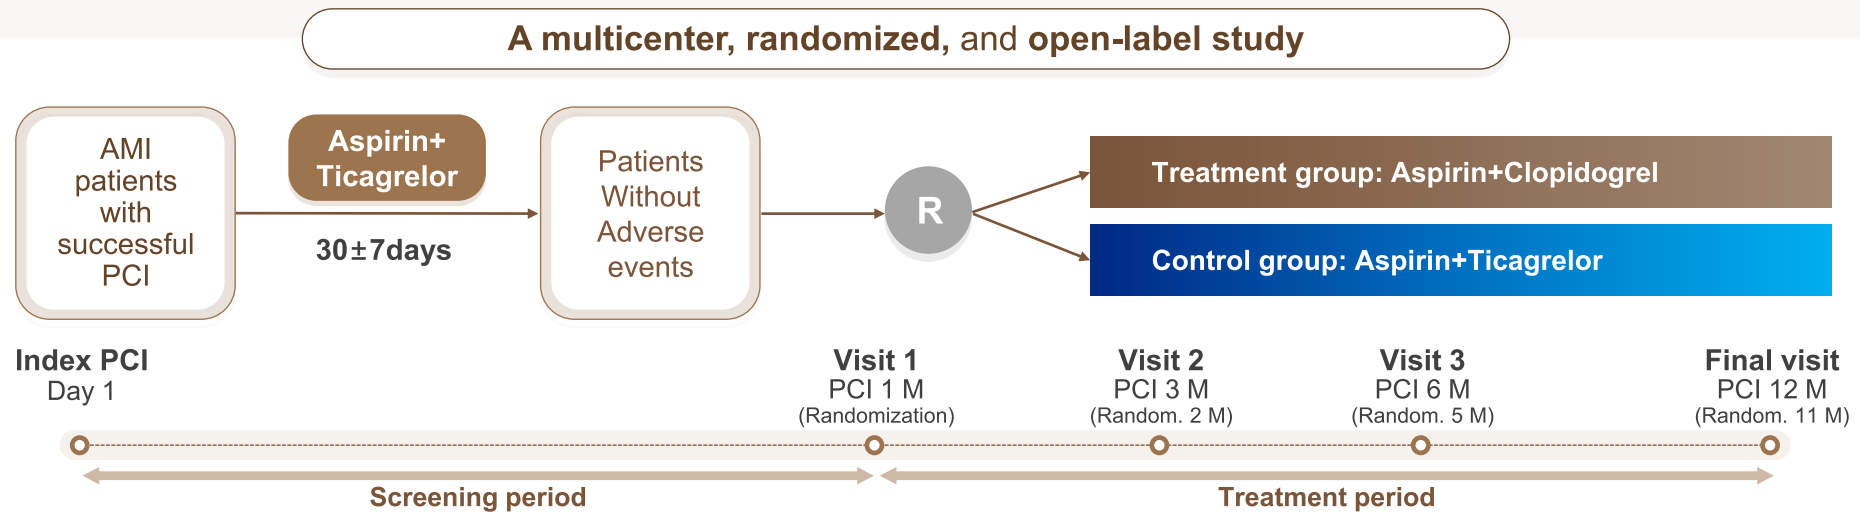 A multicenter, randomized, and open-label study
AMI
patients
with
successful
PCI
Aspirin+
Ticagrelor
30±7days
Patients
Without
Adverse
events
R
Treatment group: Aspirin+Clopidogrel
Control group: Aspirin+Ticagrelor
Index PCI
Day 1
Visit 1
PCI 1 M
(Randomization)
Visit 2
PCI 3 M
(Random. 2 M)
Visit 3
PCI 6 M
(Random. 5 M)
Final visit
PCI 12 M
(Random. 11 M)
Screening period
Treatment period